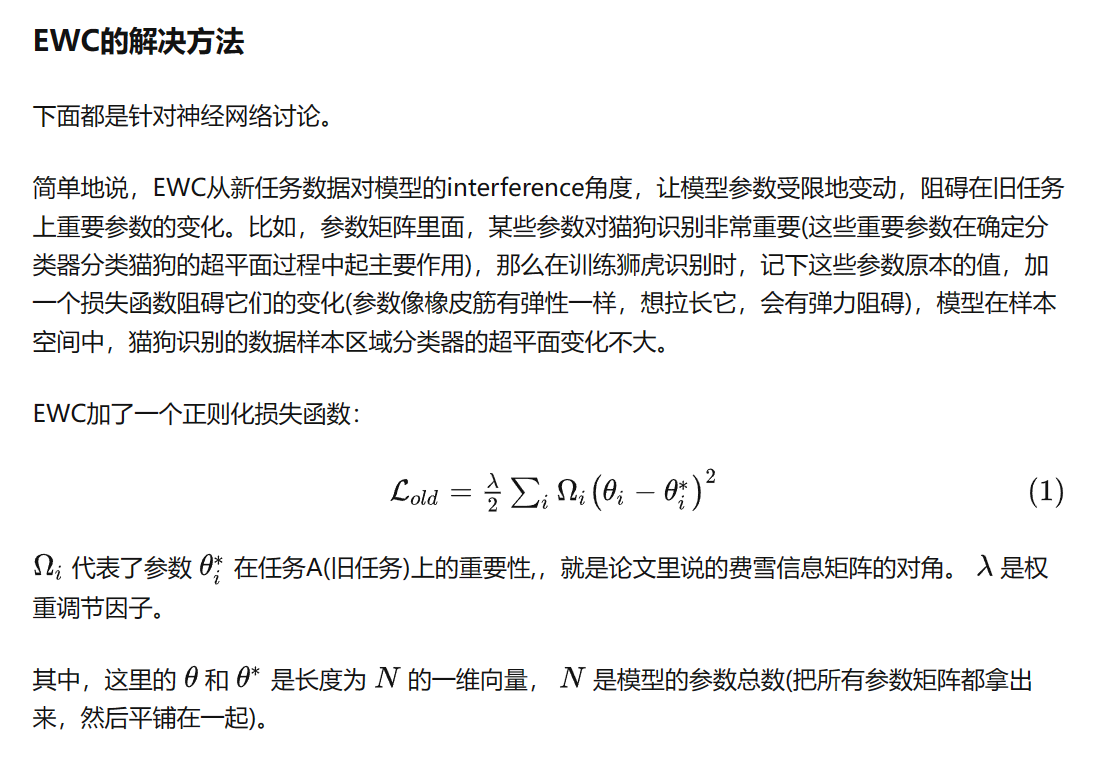 EWC的解决方法
下面都是针对神经网络讨论。
简单地说，EWC从新任务数据对模型的interference角度，让模型参数受限地变动，阻碍在旧任务
上重要参数的变化。比如，参数矩阵里面，某些参数对猫狗识别非常重要(这些重要参数在确定分
类器分类猫狗的超平面过程中起主要作用)，那么在训练狮虎识别时，记下这些参数原本的值，加
一个损失函数阻碍它们的变化(参数像橡皮筋有弹性一样，想拉长它，会有弹力阻碍)，模型在样本
空间中，猫狗识别的数据样本区域分类器的超平面变化不大。
EWC加了一个正则化损失函数：
$\mathcal{L}_{old} = \frac{\lambda}{2} \sum_i \Omega_i (\theta_i - \theta_i^*)^2$ (1)
$\Omega_i$ 代表了参数 $\theta_i^*$ 在任务A(旧任务)上的重要性,，就是论文里说的费雪信息矩阵的对角。 $\lambda$ 是权
重调节因子。
其中，这里的 $\theta$ 和 $\theta^*$ 是长度为 $N$ 的一维向量， $N$ 是模型的参数总数(把所有参数矩阵都拿出
来，然后平铺在一起)。